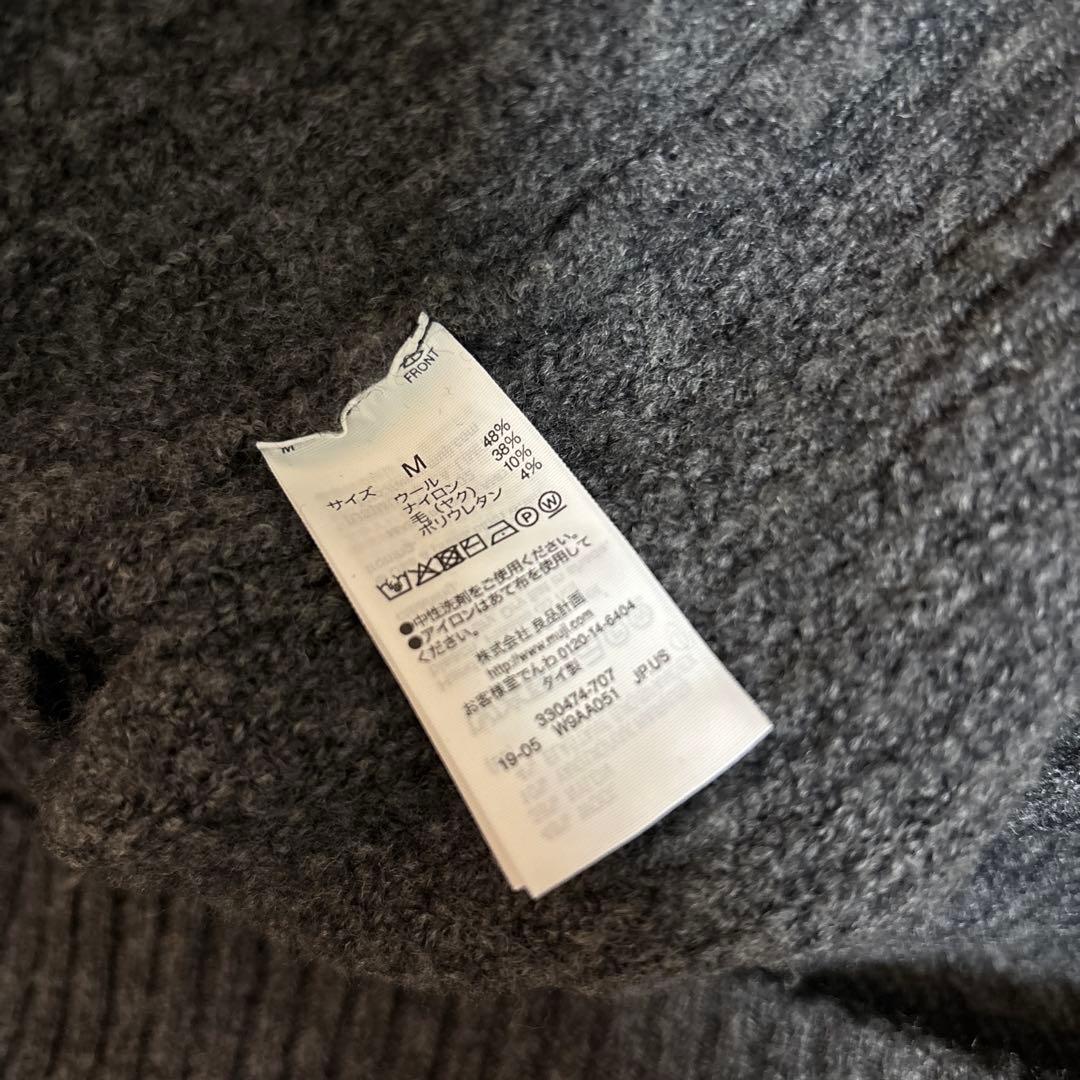 FRONT
M
サイズ M
ウール 48%
ナイロン 38%
毛(ヤク) 10%
ポリウレタン 4%
P W
●中性洗剤をご使用ください。
●アイロンはあて布を使用して
ください。
株式会社 良品計画
http://www.muji.com
お客様室でんわ.0120-14-6404
タイ製
330474-707
19-05 W9AA051 JP.US